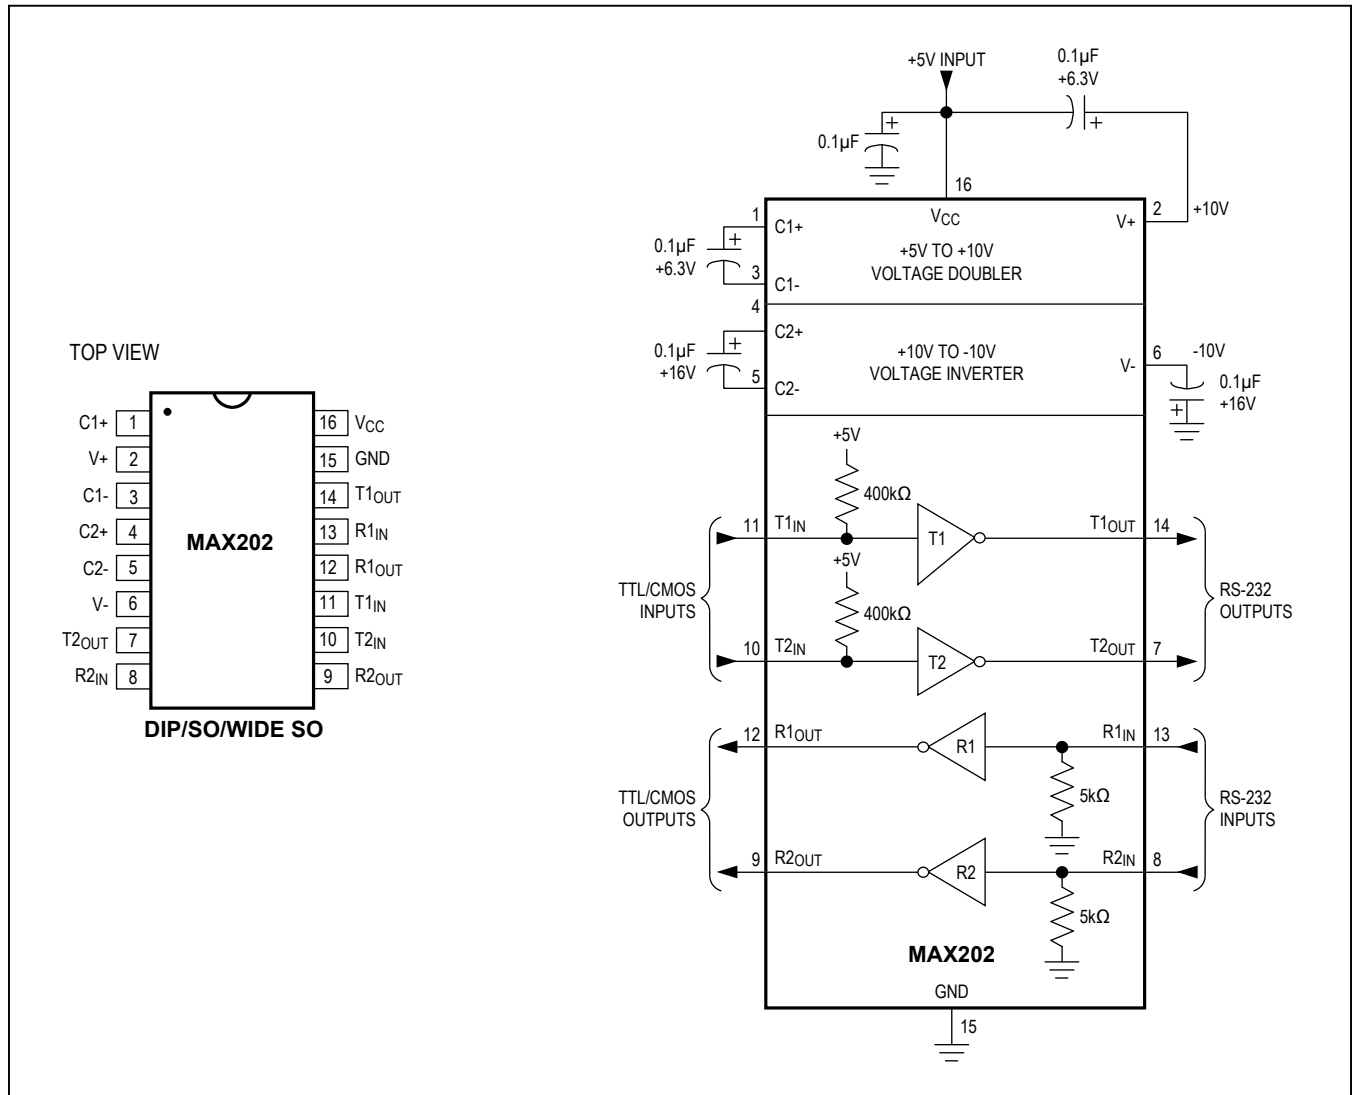 TOP VIEW
C1+ 1
V+ 2
C1- 3
C2+ 4
C2- 5
V- 6
T2OUT 7
R2IN 8
MAX202
16 VCC
15 GND
14 T1OUT
13 R1IN
12 R1OUT
11 T1IN
10 T2IN
9 R2OUT
DIP/SO/WIDE SO
+5V INPUT
0.1µF
+6.3V
0.1µF
+
+
16
VCC
1
C1+
0.1µF
+6.3V
+
3
C1-
+5V TO +10V
VOLTAGE DOUBLER
V+
2
+10V
4
C2+
0.1µF
+16V
+
5
C2-
+10V TO -10V
VOLTAGE INVERTER
V-
6
-10V
0.1µF
+16V
+
+5V
400kΩ
11
T1IN
T1
T1OUT
14
+5V
400kΩ
TTL/CMOS
INPUTS
RS-232
OUTPUTS
10
T2IN
T2
T2OUT
7
12
R1OUT
R1
R1IN
13
5kΩ
TTL/CMOS
OUTPUTS
RS-232
INPUTS
9
R2OUT
R2
R2IN
8
5kΩ
MAX202
GND
15